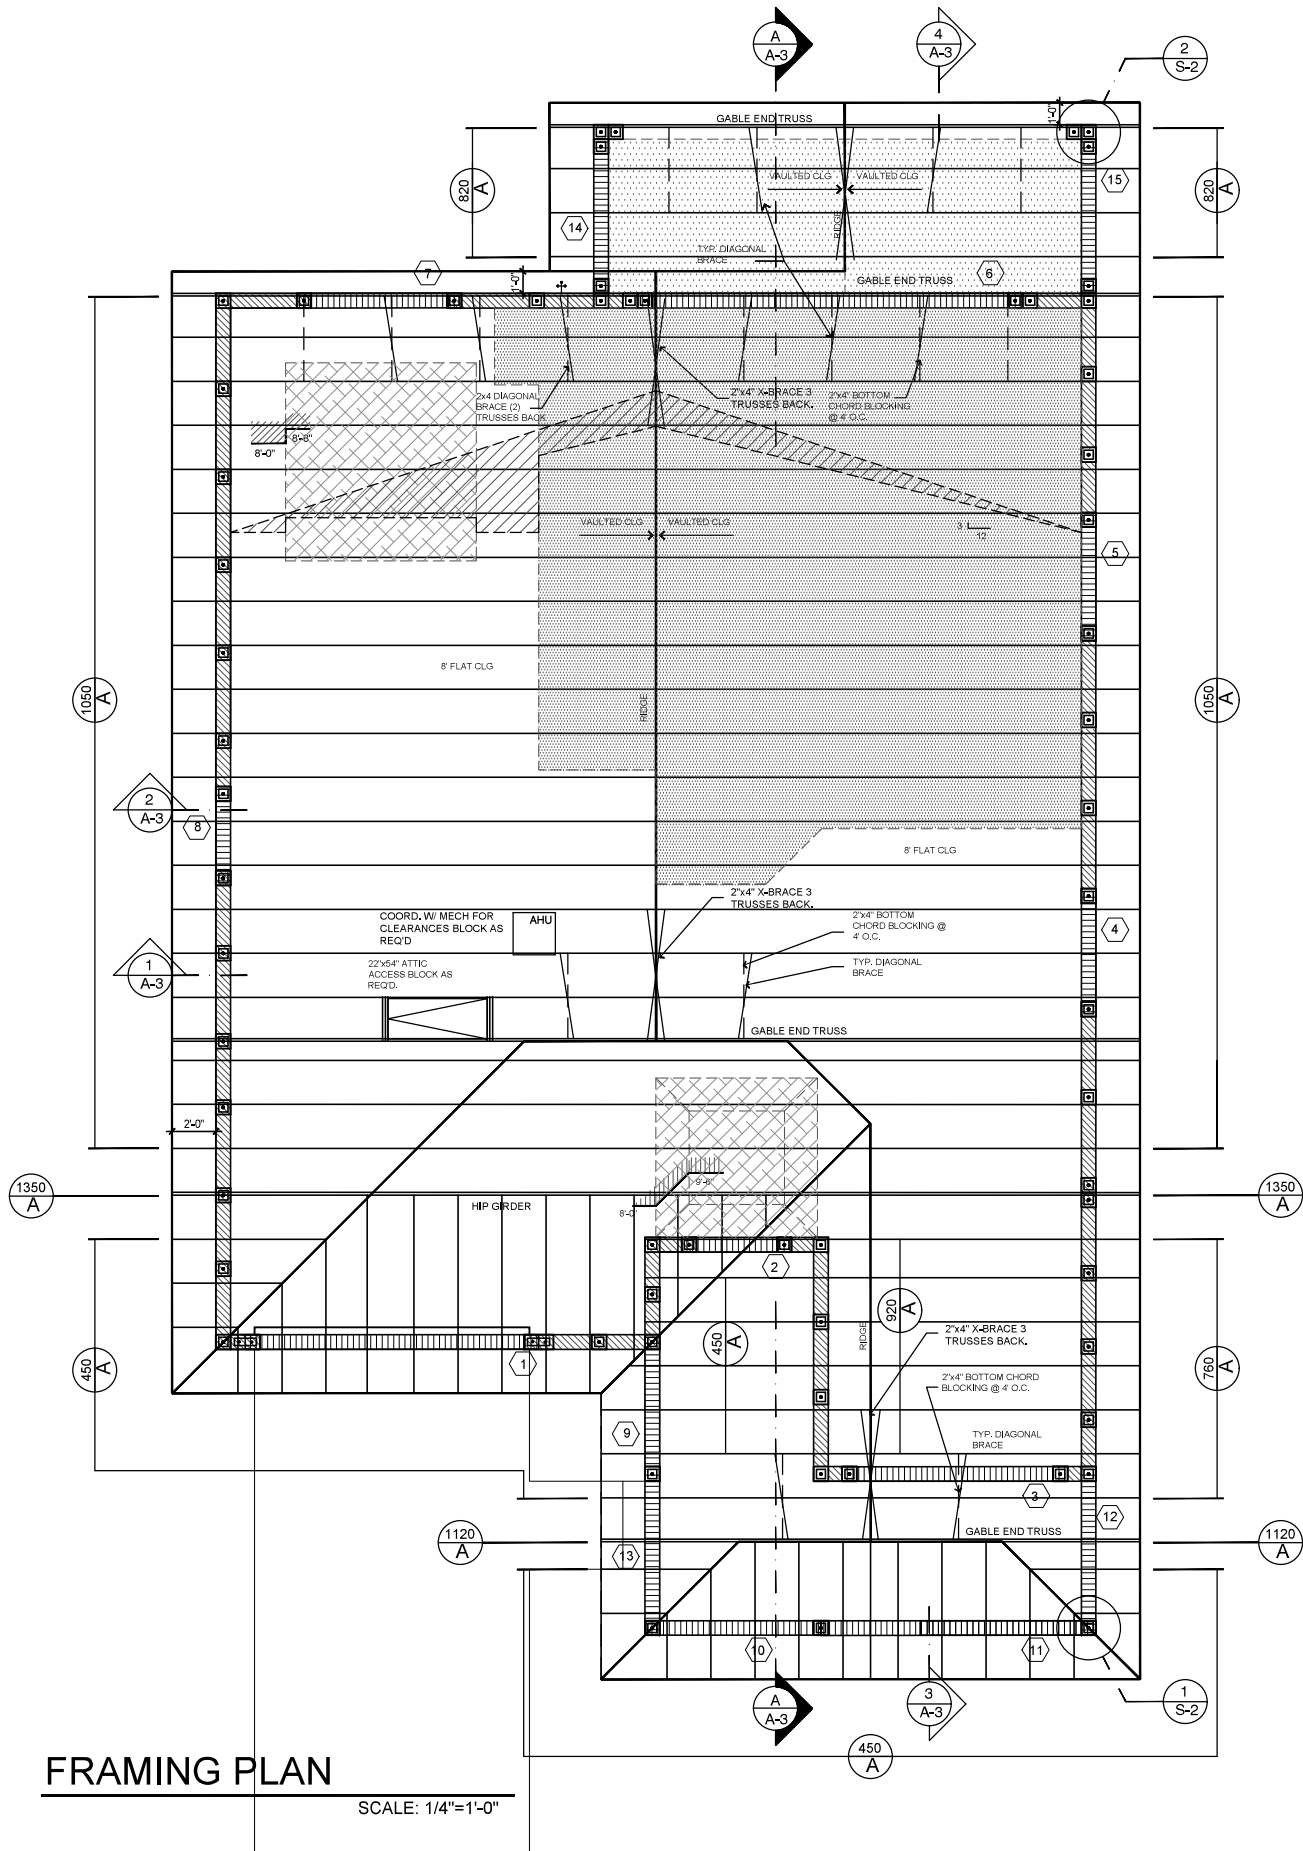 A
A-3
4
A-3
2
S-2
GABLE END TRUSS
1'-0"
820
A
VAULTED CLG
VAULTED CLG
15
820
A
14
RIDGE
TYP. DIAGONAL
BRACE
7
1'-0"
GABLE END TRUSS
6
2x4 DIAGONAL
BRACE (2)
TRUSSES BACK
2"x4" X-BRACE 3
TRUSSES BACK.
2"x4" BOTTOM
CHORD BLOCKING
@ 4' O.C.
8'-8"
8'-0"
VAULTED CLG
VAULTED CLG
3
12
5
8' FLAT CLG
1050
A
RIDGE
1050
A
2
A-3
8
8' FLAT CLG
2"x4" X-BRACE 3
TRUSSES BACK.
COORD. W/ MECH FOR
CLEARANCES BLOCK AS
REQ'D
AHU
2"x4" BOTTOM
CHORD BLOCKING @
4' O.C.
4
1
A-3
22"x54" ATTIC
ACCESS BLOCK AS
REQ'D.
TYP. DIAGONAL
BRACE
GABLE END TRUSS
2'-0"
1350
A
HIP GIRDER
9'-6"
8'-0"
1350
A
2
920
A
450
A
RIDGE
2"x4" X-BRACE 3
TRUSSES BACK.
450
A
1
2"x4" BOTTOM CHORD
BLOCKING @ 4' O.C.
760
A
9
TYP. DIAGONAL
BRACE
3
12
1120
A
13
GABLE END TRUSS
1120
A
10
11
A
A-3
3
A-3
1
S-2
450
A
FRAMING PLAN
SCALE: 1/4"=1'-0"